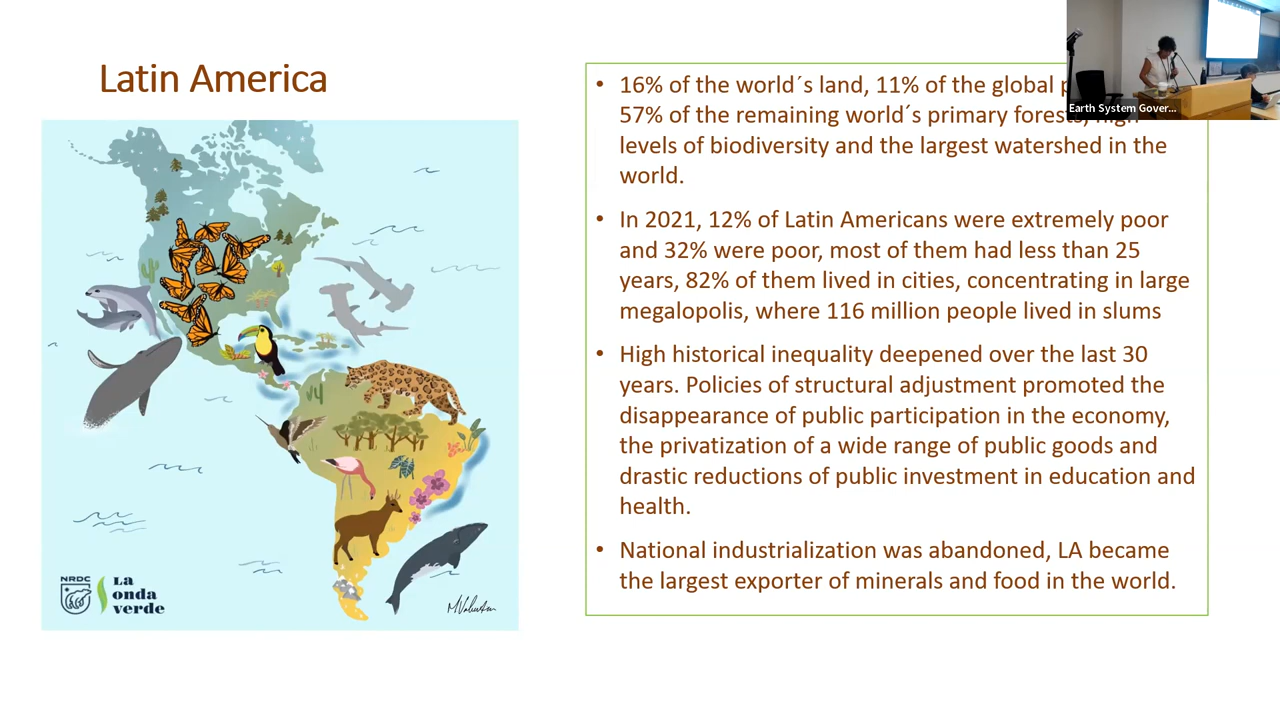 Latin America
• 16% of the world´s land, 11% of the global
57% of the remaining world´s primary forests, high
levels of biodiversity and the largest watershed in the
world.
• In 2021, 12% of Latin Americans were extremely poor
and 32% were poor, most of them had less than 25
years, 82% of them lived in cities, concentrating in large
megalopolis, where 116 million people lived in slums
• High historical inequality deepened over the last 30
years. Policies of structural adjustment promoted the
disappearance of public participation in the economy,
the privatization of a wide range of public goods and
drastic reductions of public investment in education and
health.
• National industrialization was abandoned, LA became
the largest exporter of minerals and food in the world.
Earth System Gover...
NRDC
La
onda
verde